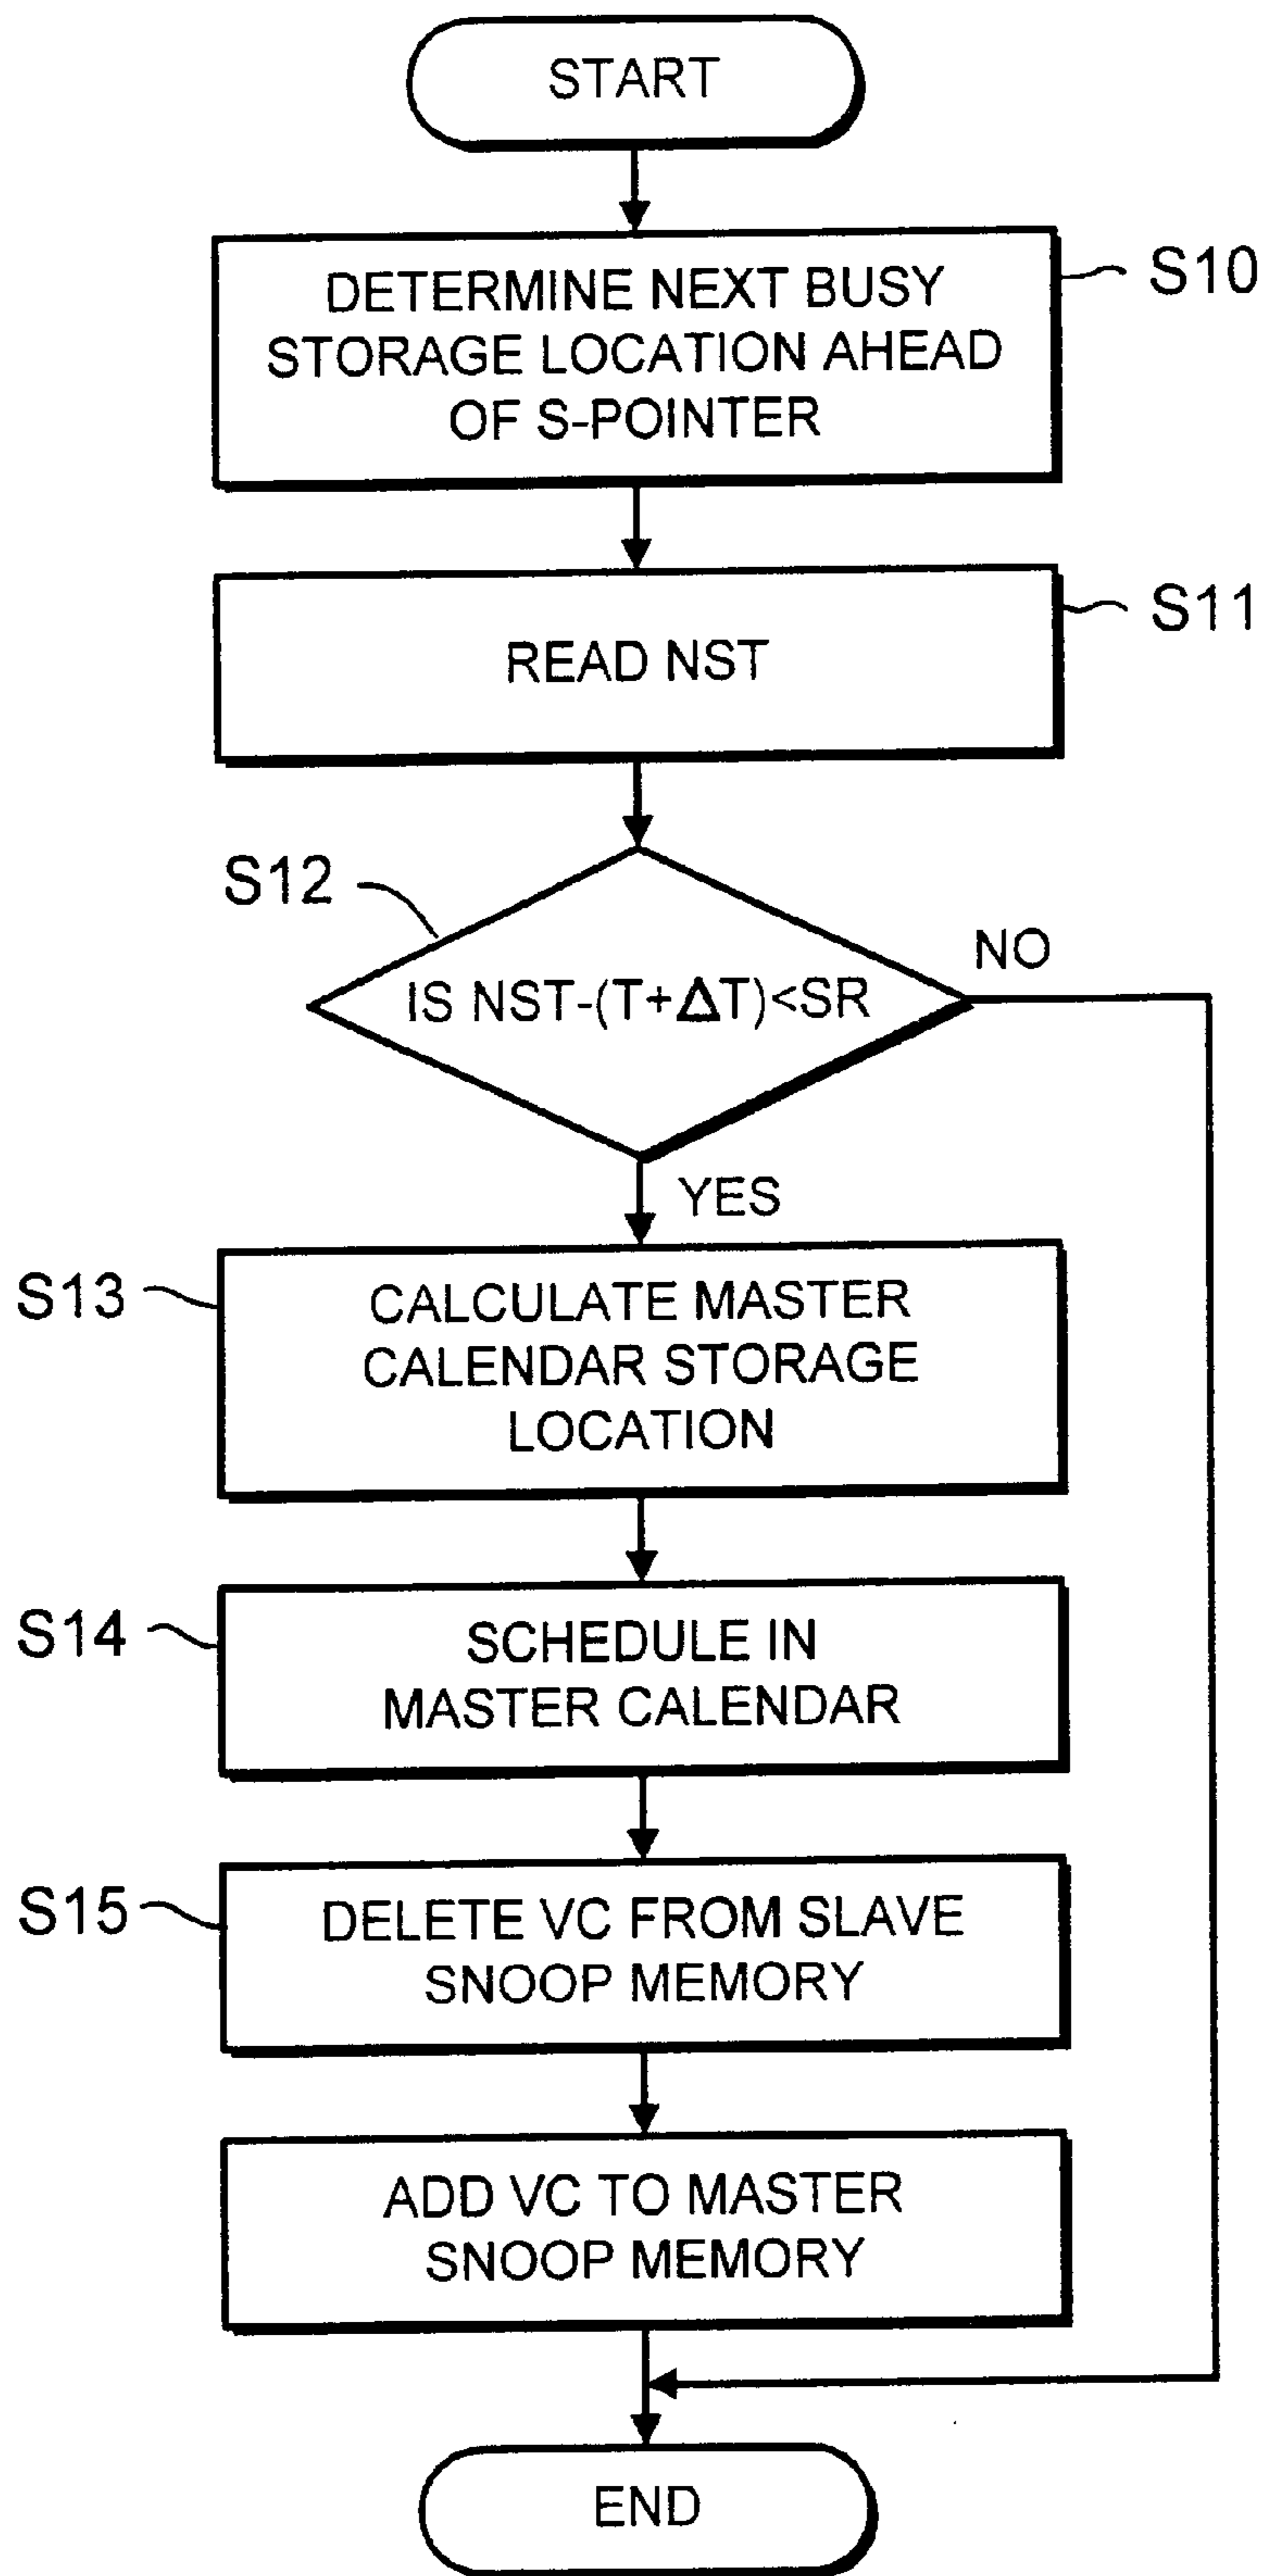 START
DETERMINE NEXT BUSY
STORAGE LOCATION AHEAD
OF S-POINTER
S10
READ NST
S11
S12
IS NST-(T+ΔT)<SR
NO
YES
S13
CALCULATE MASTER
CALENDAR STORAGE
LOCATION
S14
SCHEDULE IN
MASTER CALENDAR
S15
DELETE VC FROM SLAVE
SNOOP MEMORY
ADD VC TO MASTER
SNOOP MEMORY
END